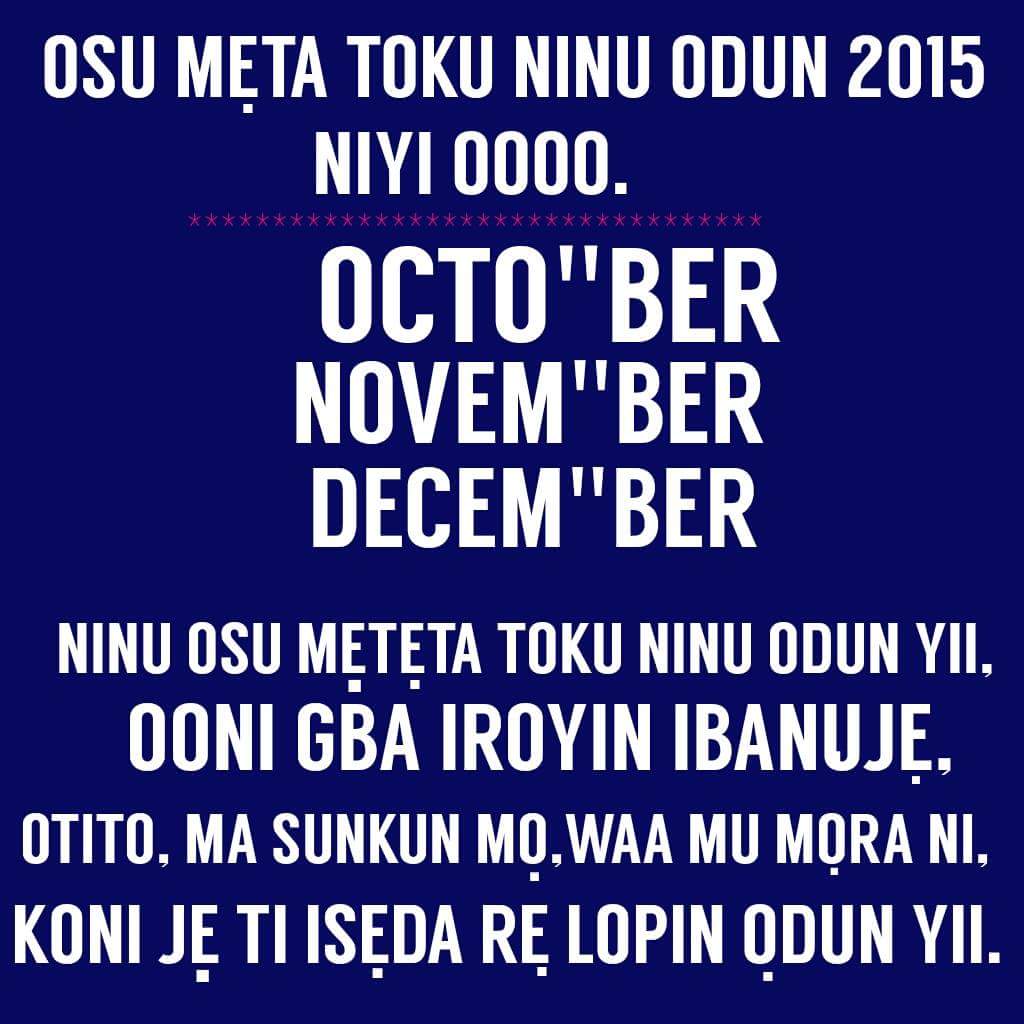 OSU MẸTA TOKU NINU ODUN 2015
NIYI OOOO.
**********************************
OCTO"BER
NOVEM"BER
DECEM"BER
NINU OSU MẸTẸTA TOKU NINU ODUN YII,
OONI GBA IROYIN IBANUJẸ,
OTITO, MA SUNKUN MỌ,WAA MU MỌRA NI,
KONI JẸ TI ISẸDA RẸ LOPIN ỌDUN YII.